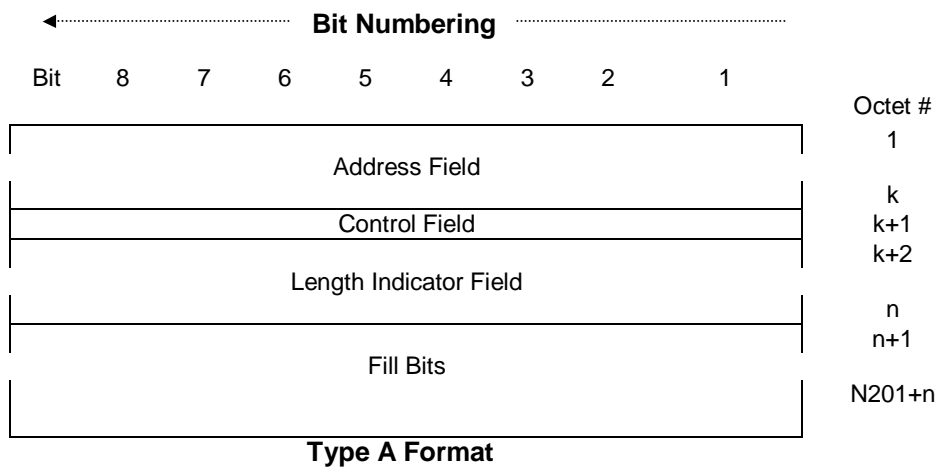 Bit Numbering
Bit 8 7 6 5 4 3 2 1
Octet #
1
Address Field
k
Control Field k+1
k+2
Length Indicator Field
n
n+1
Fill Bits
N201+n
Type A Format